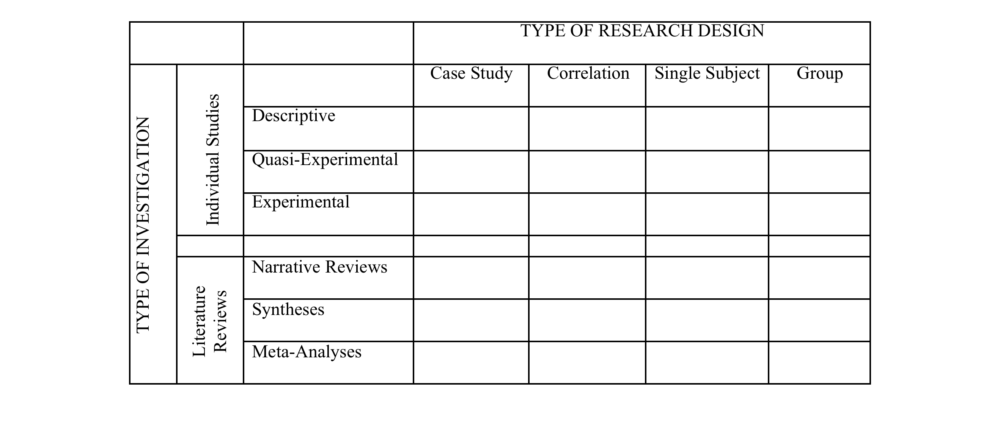 TYPE OF RESEARCH DESIGN
TYPE OF INVESTIGATION
Individual Studies
Case Study
Correlation
Single Subject
Group
Descriptive
Quasi-Experimental
Experimental
Literature
Reviews
Narrative Reviews
Syntheses
Meta-Analyses